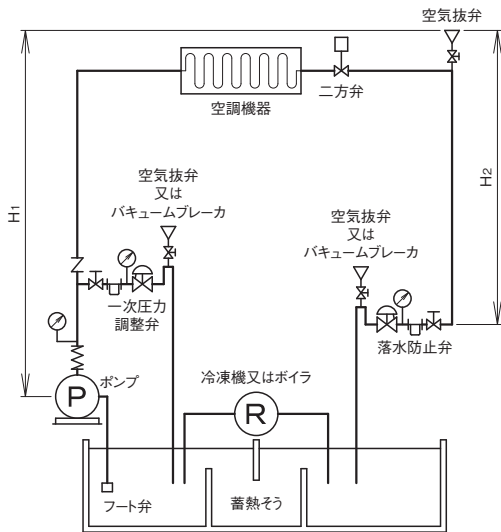 空気抜弁
二方弁
空調機器
H1
H2
空気抜弁
又は
バキュームブレーカ
空気抜弁
又は
バキュームブレーカ
一次圧力
調整弁
落水防止弁
ポンプ
P
冷凍機又はボイラ
R
フート弁
蓄熱そう